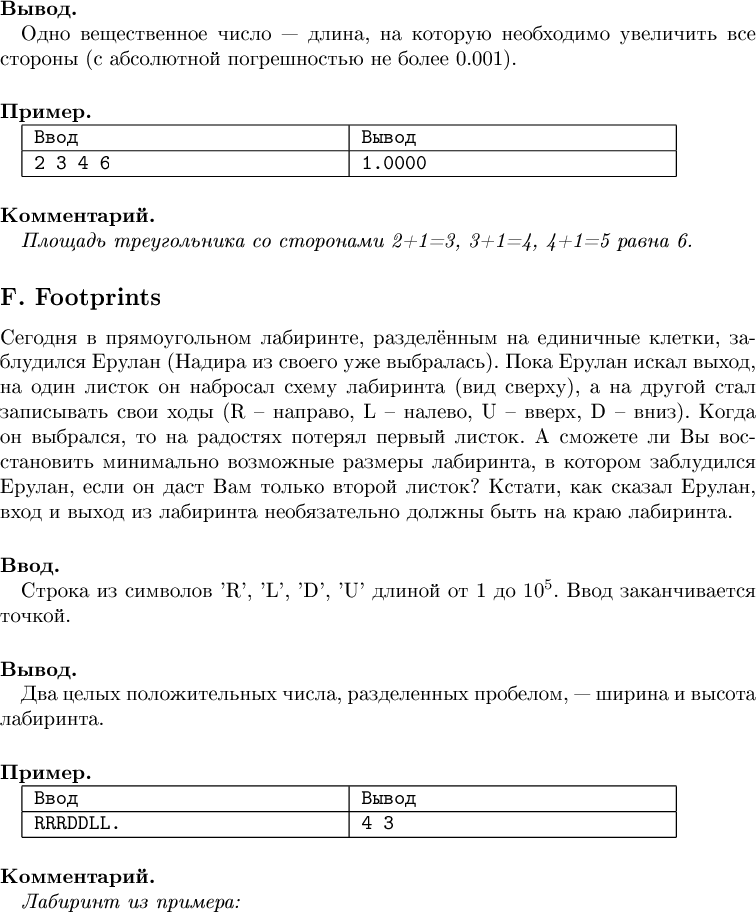 Вывод.
Одно вещественное число — длина, на которую необходимо увеличить все
стороны (с абсолютной погрешностью не более 0.001).
Пример.
Ввод Вывод
2 3 4 6 1.0000
Комментарий.
Площадь треугольника со сторонами 2+1=3, 3+1=4, 4+1=5 равна 6.
F. Footprints
Сегодня в прямоугольном лабиринте, разделённым на единичные клетки, за-
блудился Ерулан (Надира из своего уже выбралась). Пока Ерулан искал выход,
на один листок он набросал схему лабиринта (вид сверху), а на другой стал
записывать свои ходы (R – направо, L – налево, U – вверх, D – вниз). Когда
он выбрался, то на радостях потерял первый листок. А сможете ли Вы вос-
становить минимально возможные размеры лабиринта, в котором заблудился
Ерулан, если он даст Вам только второй листок? Кстати, как сказал Ерулан,
вход и выход из лабиринта необязательно должны быть на краю лабиринта.
Ввод.
Строка из символов ’R’, ’L’, ’D’, ’U’ длиной от 1 до 10⁵. Ввод заканчивается
точкой.
Вывод.
Два целых положительных числа, разделенных пробелом, — ширина и высота
лабиринта.
Пример.
Ввод Вывод
RRRDDLL. 4 3
Комментарий.
Лабиринт из примера: